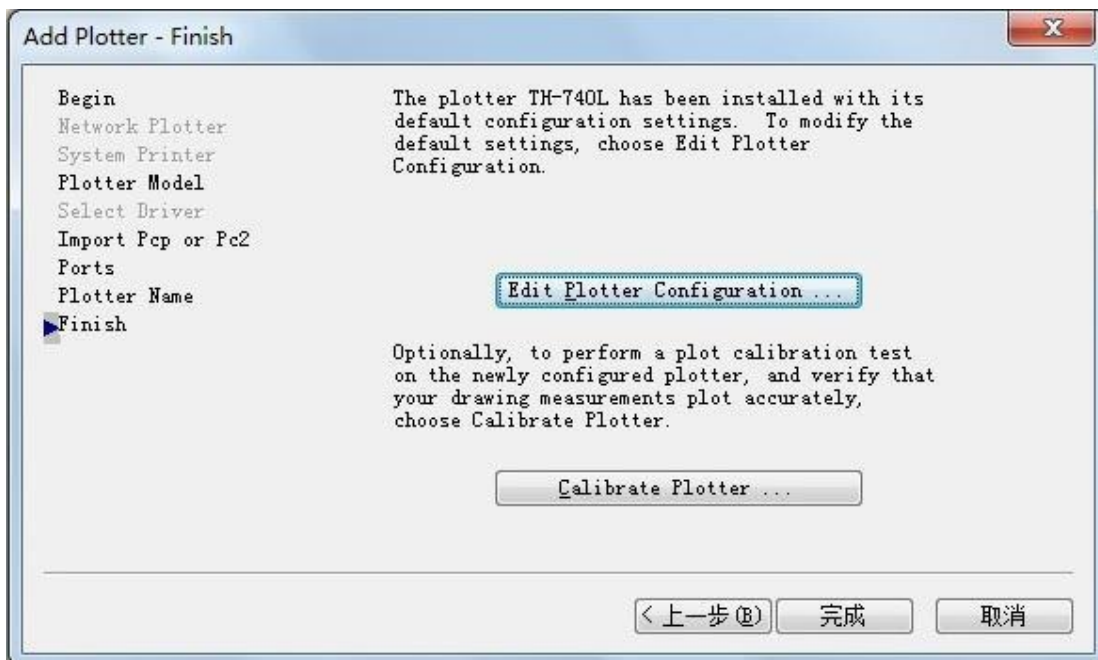 Add Plotter - Finish
Begin
Network Plotter
System Printer
Plotter Model
Select Driver
Import Pcp or Pc2
Ports
Plotter Name
Finish
The plotter TH-740L has been installed with its
default configuration settings. To modify the
default settings, choose Edit Plotter
Configuration.
Edit Plotter Configuration ...
Optionally, to perform a plot calibration test
on the newly configured plotter, and verify that
your drawing measurements plot accurately,
choose Calibrate Plotter.
Calibrate Plotter ...
< 上一步(B)
完成
取消